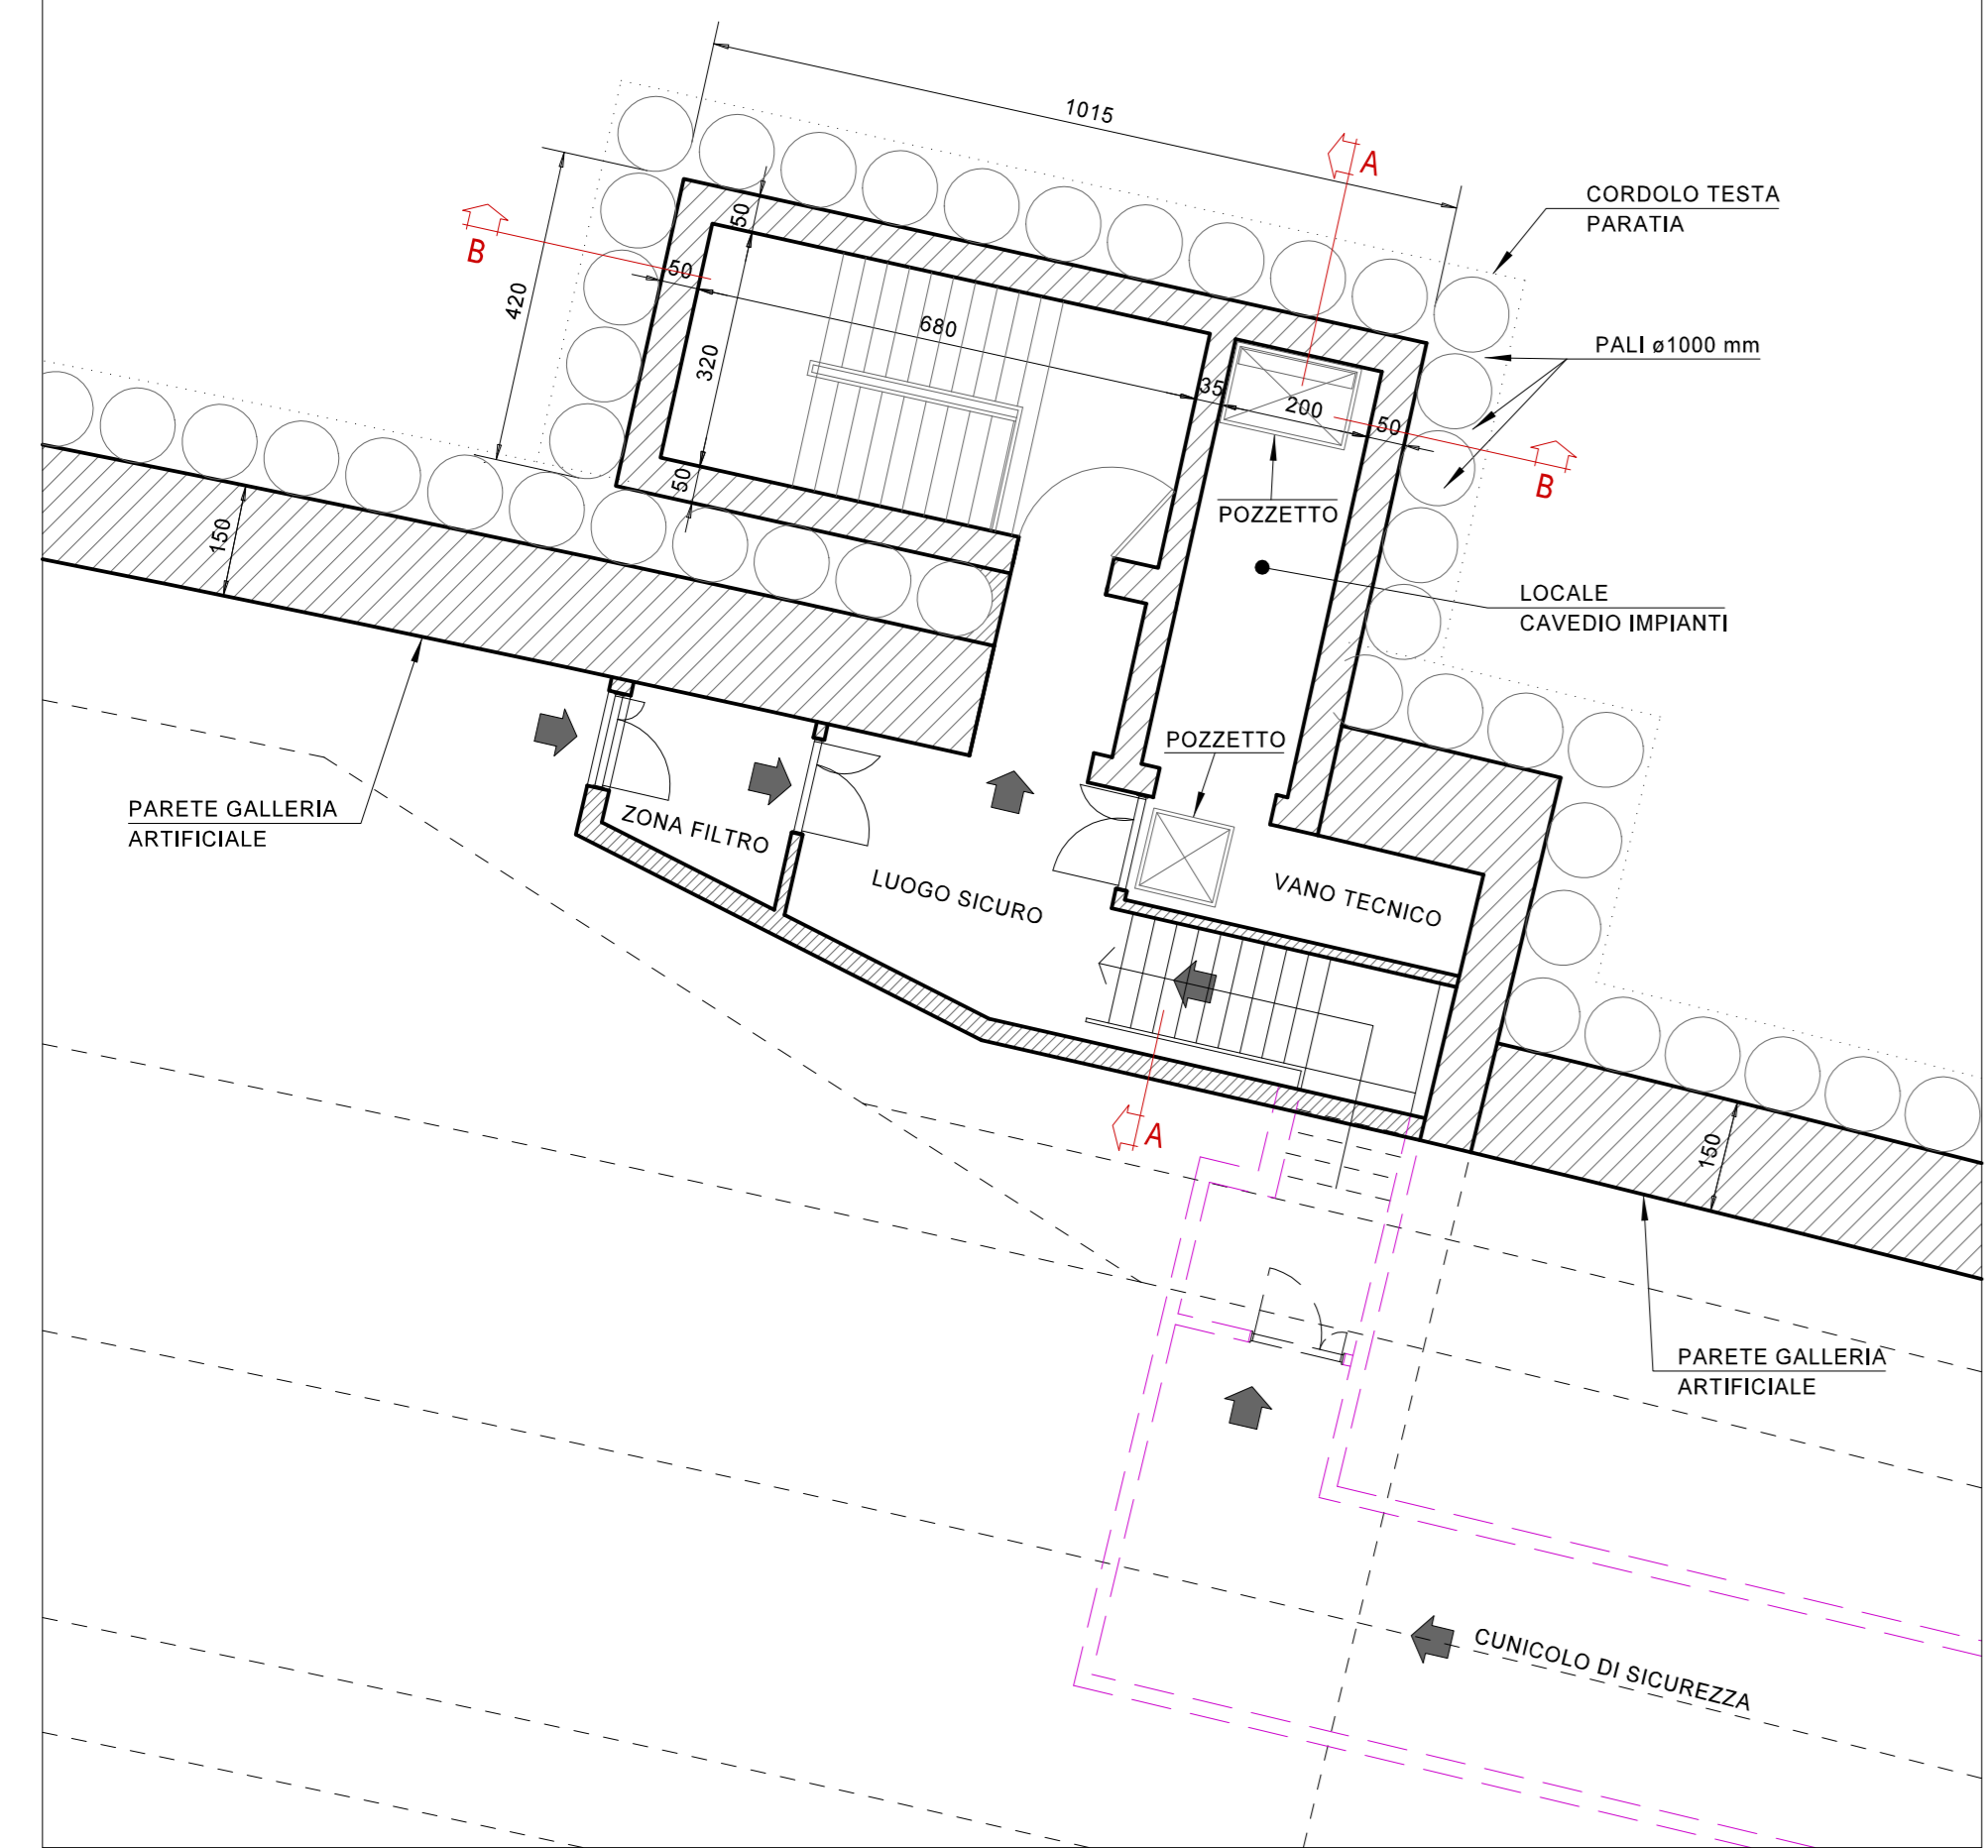 1015
A
CORDOLO TESTA
PARATIA
50
B
50
420
680
320
PALI ø1000 mm
35
200
50
B
50
POZZETTO
150
LOCALE
CAVEDIO IMPIANTI
POZZETTO
PARETE GALLERIA
ARTIFICIALE
ZONA FILTRO
LUOGO SICURO
VANO TECNICO
A
150
PARETE GALLERIA
ARTIFICIALE
CUNICOLO DI SICUREZZA